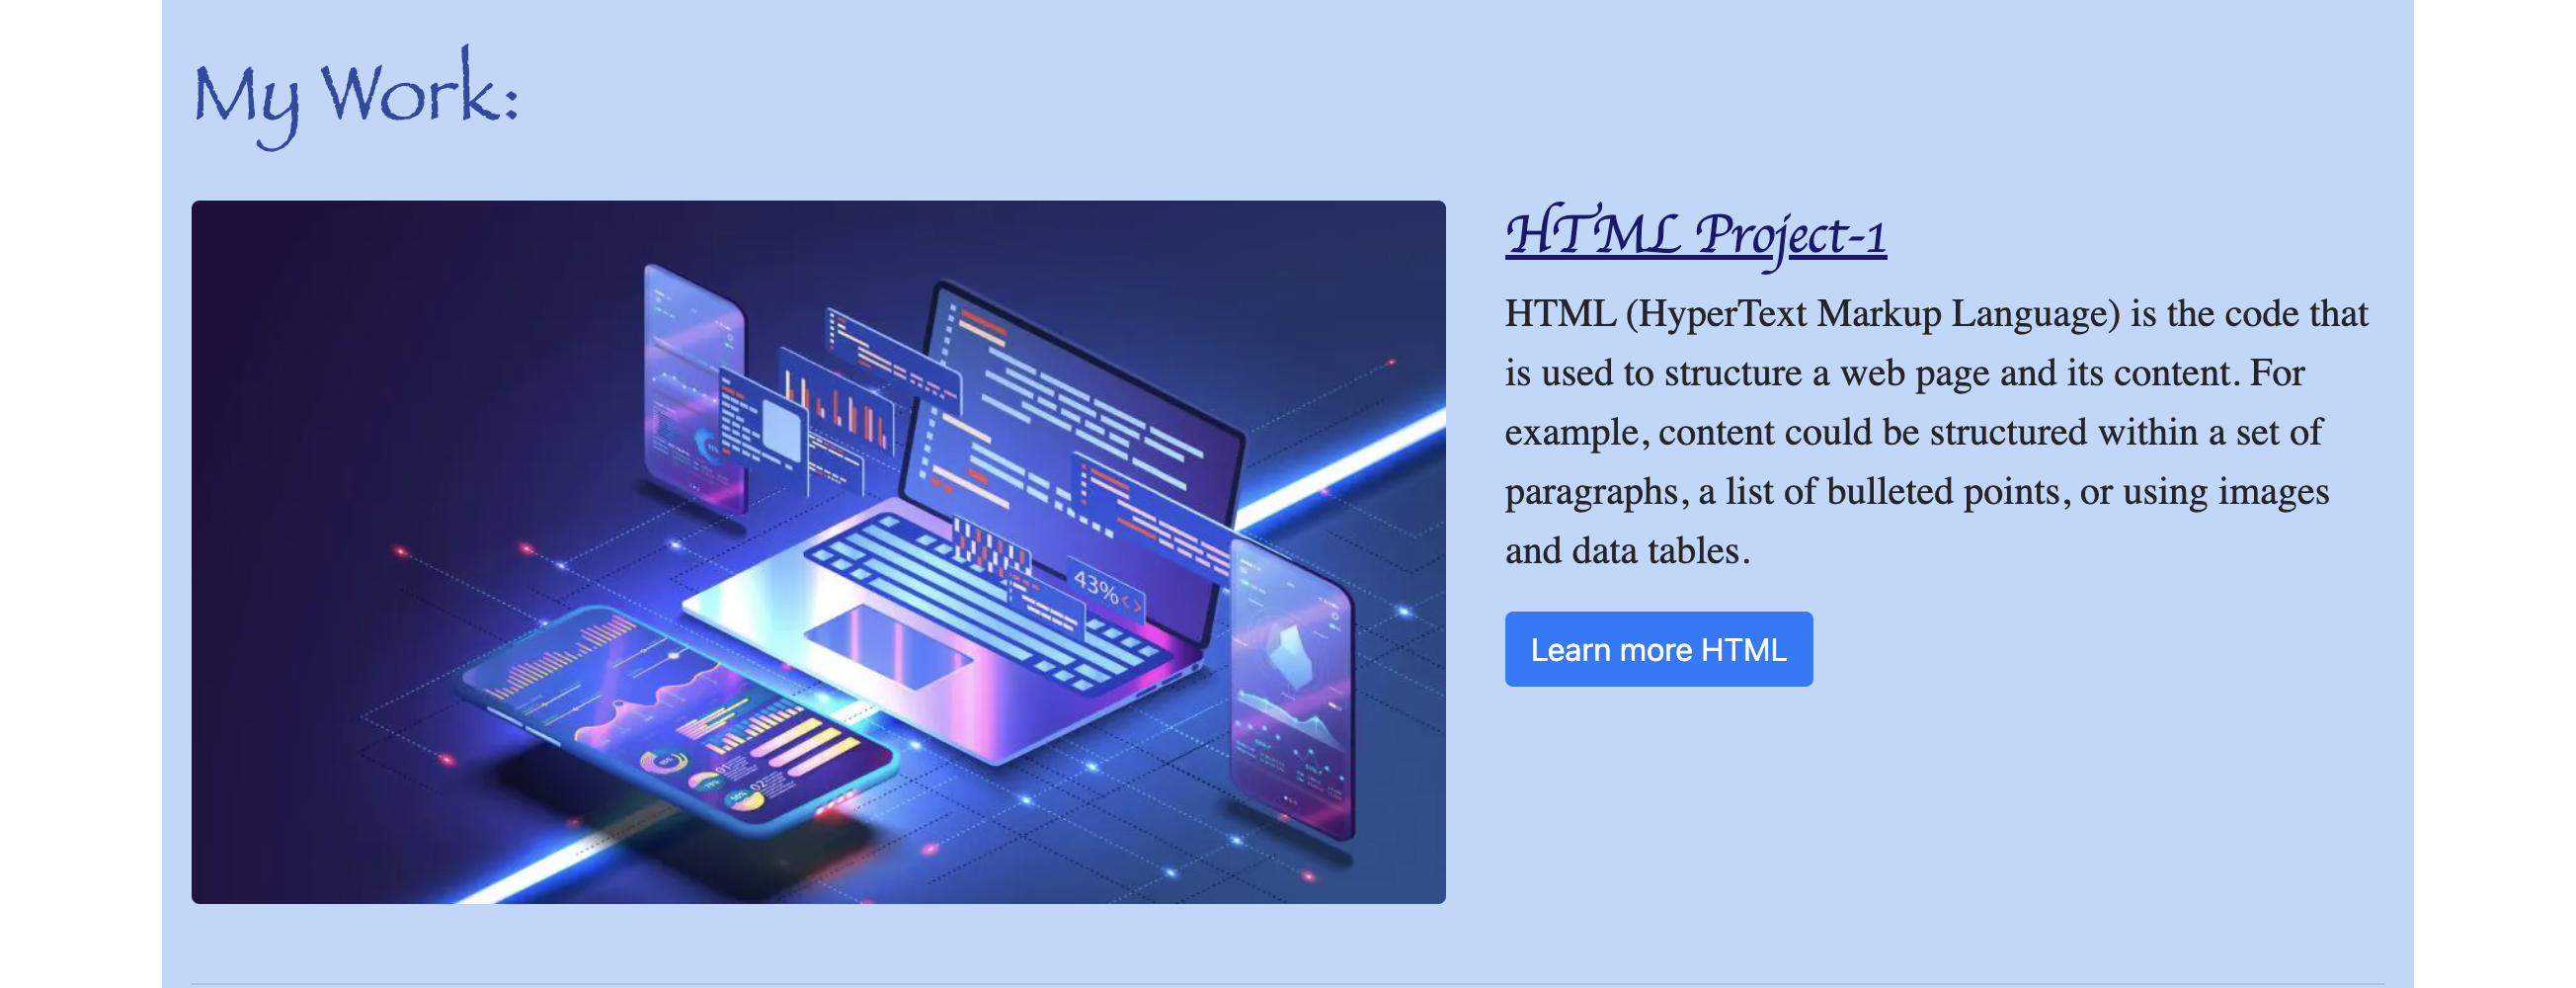 My Work:
HTML Project-1
HTML (HyperText Markup Language) is the code that
is used to structure a web page and its content. For
example, content could be structured within a set of
paragraphs, a list of bulleted points, or using images
and data tables.
Learn more HTML
43%<>
01
02